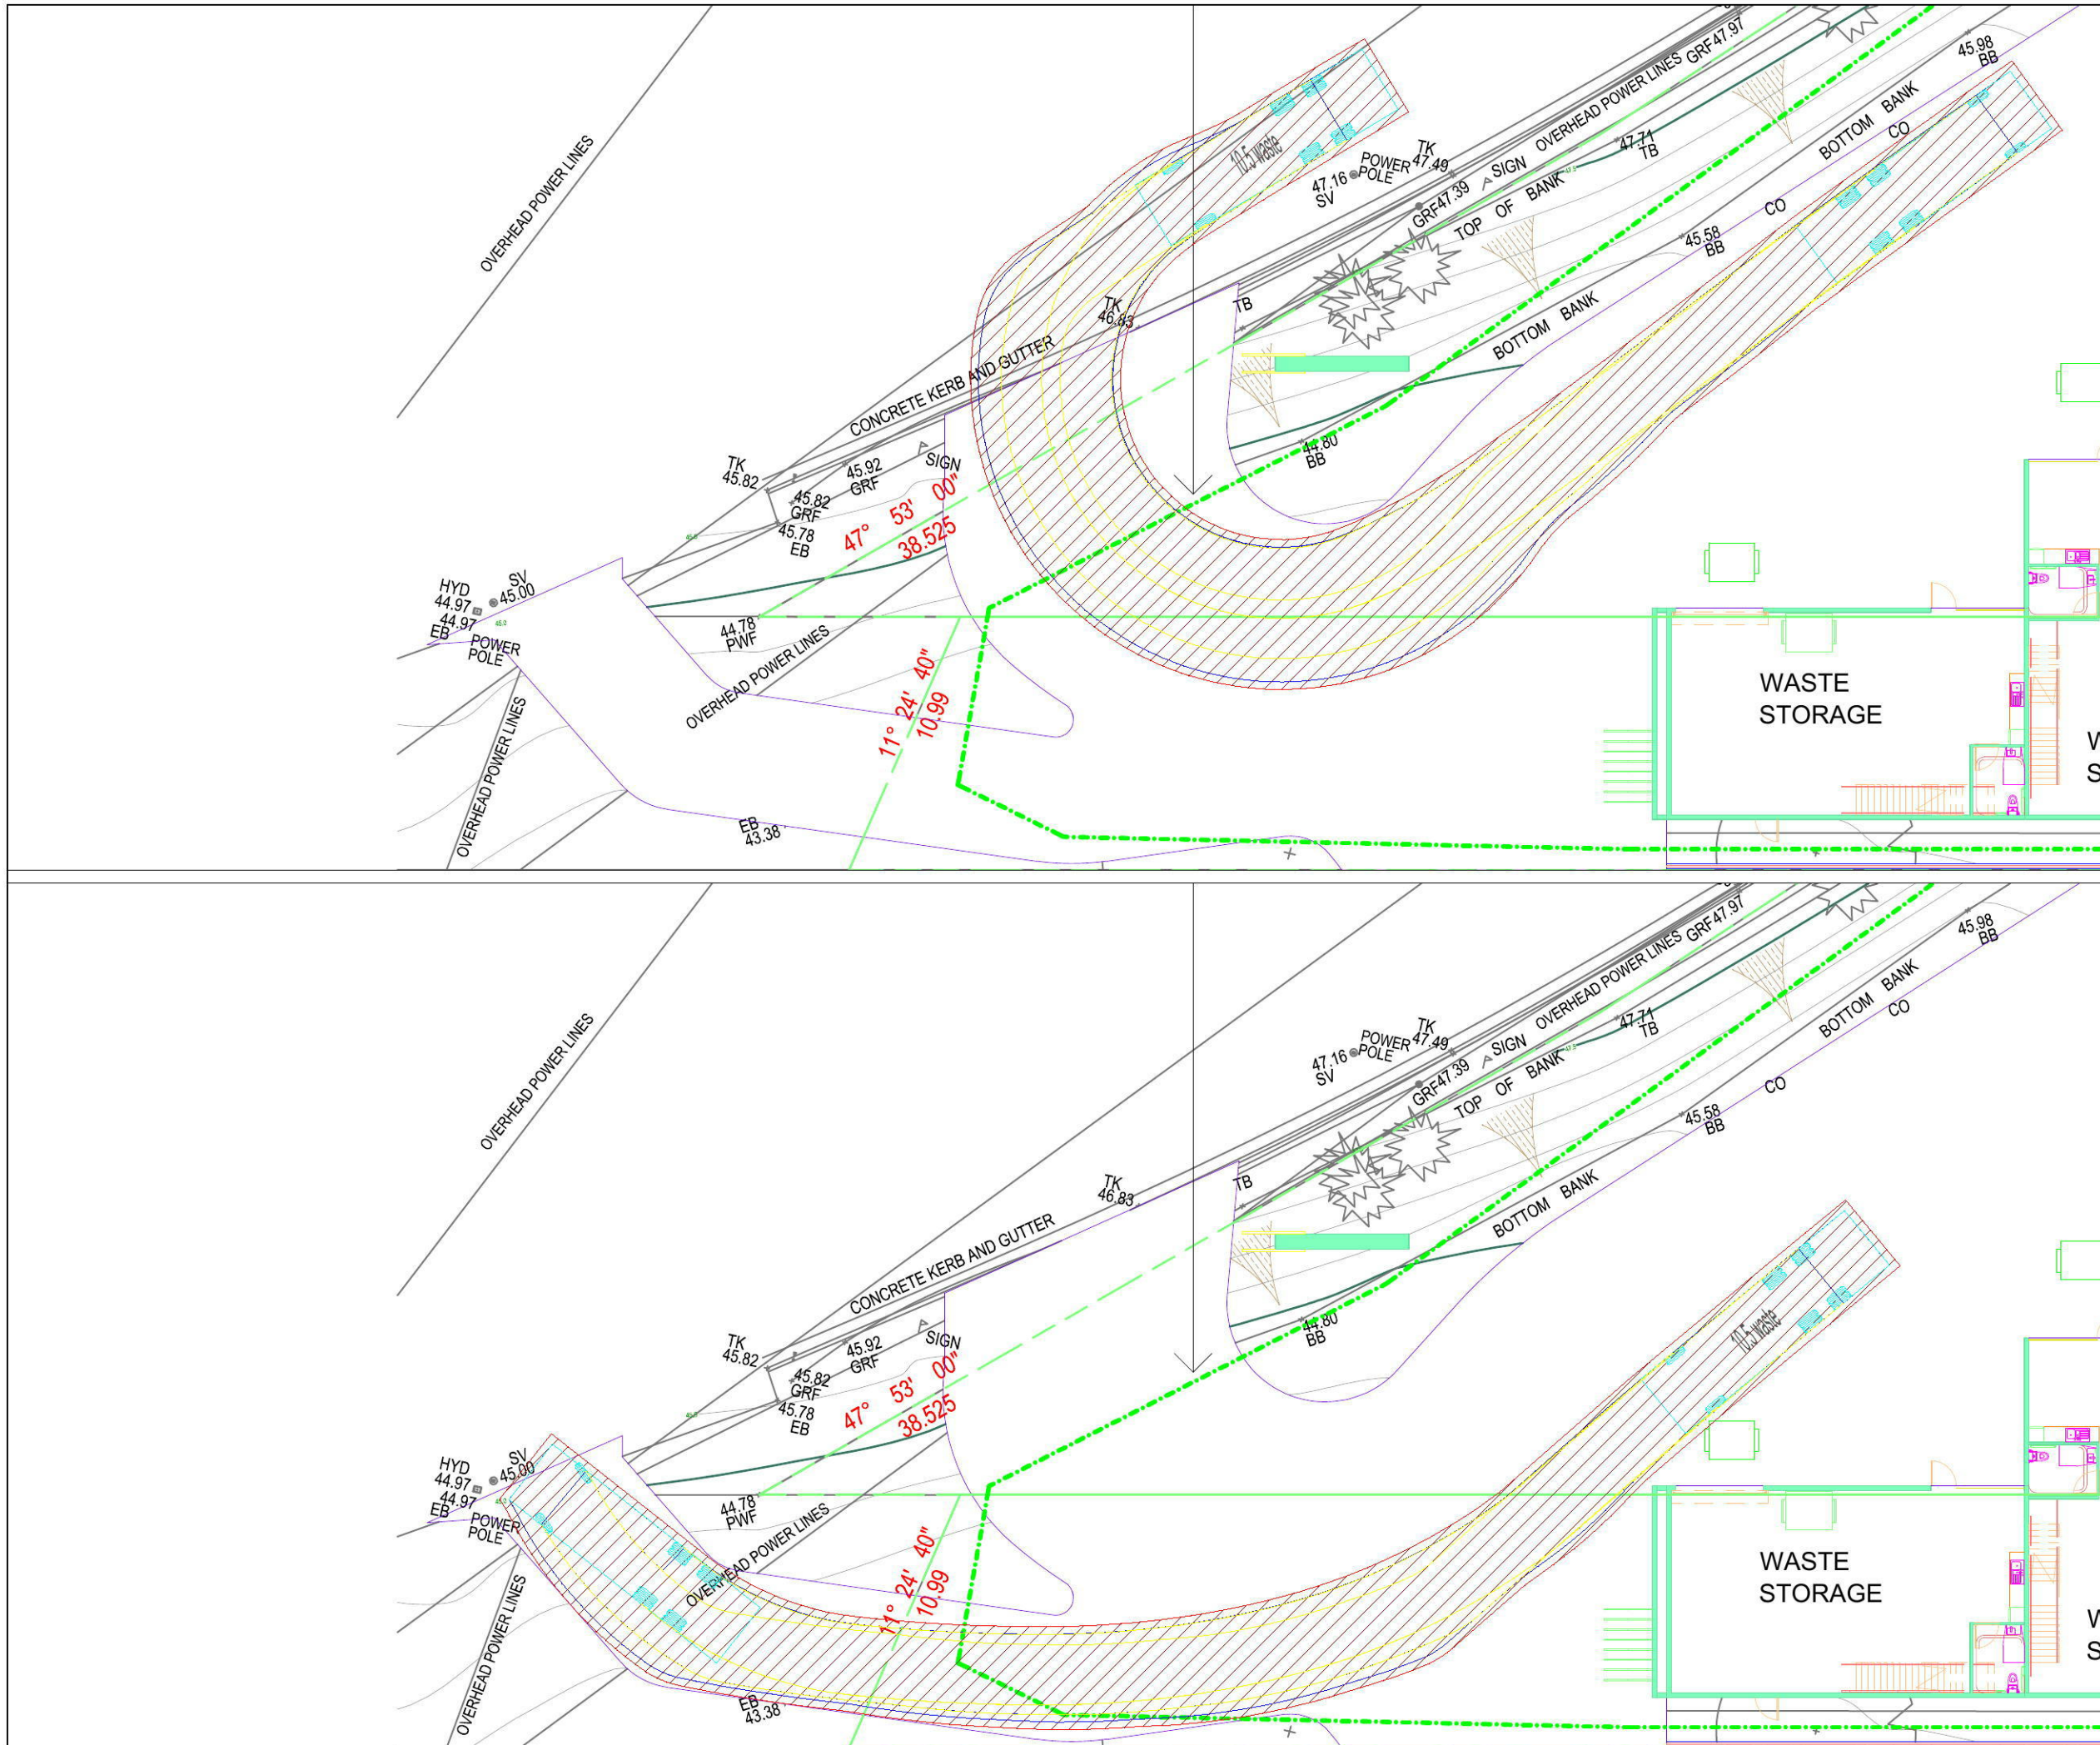 GRF 47.97
45.98
BB
OVERHEAD POWER LINES
OVERHEAD POWER LINES
BOTTOM BANK
CO
10.5 waste
TK
47.49
POWER
POLE
47.16
SV
SIGN
47.71
TB
GRF 47.39
TOP OF BANK
CO
45.58
BB
TK
46.83
TB
BOTTOM BANK
CONCRETE KERB AND GUTTER
44.80
BB
TK
45.82
45.92
GRF
SIGN
45.82
GRF
45.78
EB
47° 53' 00"
38.525
HYD
44.97
SV
45.00
44.97
EB
POWER
POLE
45.0
44.78
PWF
OVERHEAD POWER LINES
11° 24' 40"
10.99
OVERHEAD POWER LINES
EB
43.38
WASTE
STORAGE
W
S
GRF 47.97
45.98
BB
OVERHEAD POWER LINES
OVERHEAD POWER LINES
BOTTOM BANK
CO
TK
47.49
POWER
POLE
47.16
SV
SIGN
47.71
TB
GRF 47.39
TOP OF BANK
CO
45.58
BB
TK
46.83
TB
BOTTOM BANK
CONCRETE KERB AND GUTTER
44.80
BB
10.5 waste
TK
45.82
45.92
GRF
SIGN
45.82
GRF
45.78
EB
47° 53' 00"
38.525
HYD
44.97
SV
45.00
44.97
EB
POWER
POLE
44.78
PWF
OVERHEAD POWER LINES
11° 24' 40"
10.99
OVERHEAD POWER LINES
EB
43.38
WASTE
STORAGE
W
S